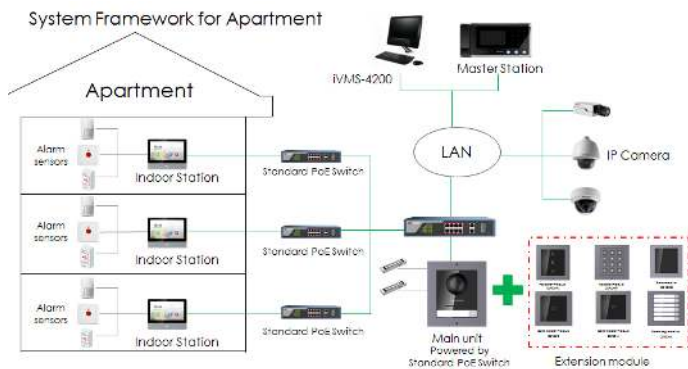 System Framework for Apartment
iVMS-4200
Master Station
Apartment
LAN
IP Camera
Alarm
sensors
Indoor Station
Standard PoE Switch
Alarm
sensors
Indoor Station
Standard PoE Switch
Alarm
sensors
Indoor Station
Standard PoE Switch
Main unit
Powered by
Standard PoE Switch
Extension module